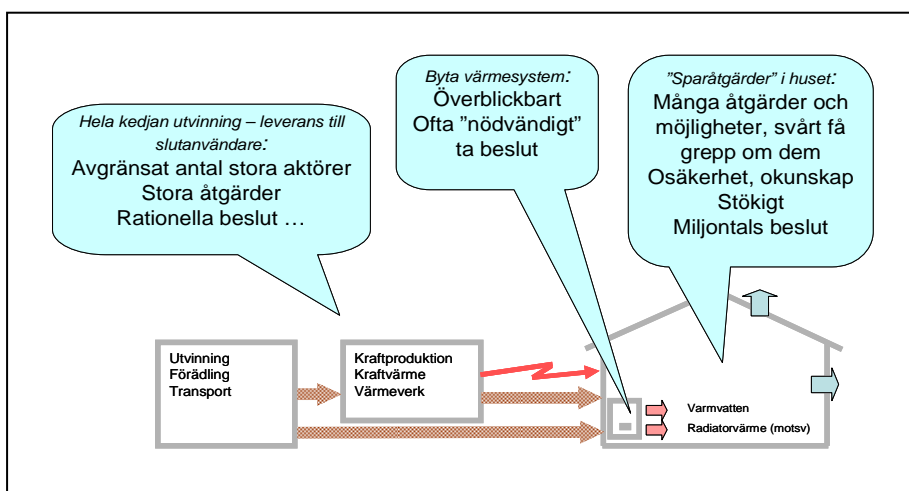 Hela kedjan utvinning – leverans till
slutanvändare:
Avgränsat antal stora aktörer
Stora åtgärder
Rationella beslut …
Byta värmesystem:
Överblickbart
Ofta ”nödvändigt”
ta beslut
”Sparåtgärder” i huset:
Många åtgärder och
möjligheter, svårt få
grepp om dem
Osäkerhet, okunskap
Stökigt
Miljontals beslut
Utvinning
Förädling
Transport
Kraftproduktion
Kraftvärme
Värmeverk
Varmvatten
Radiatorvärme (motsv)